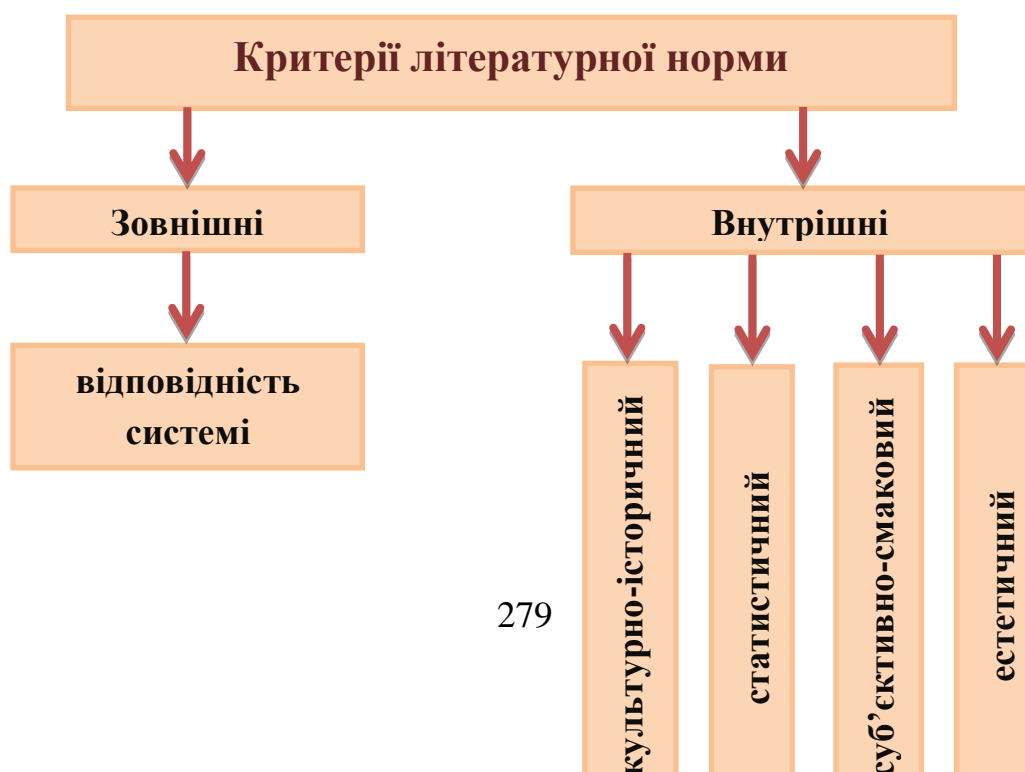 Критерії літературної норми
Зовнішні
Внутрішні
відповідність
системі
культурно-історичний
статистичний
суб’єктивно-смаковий
естетичний
279